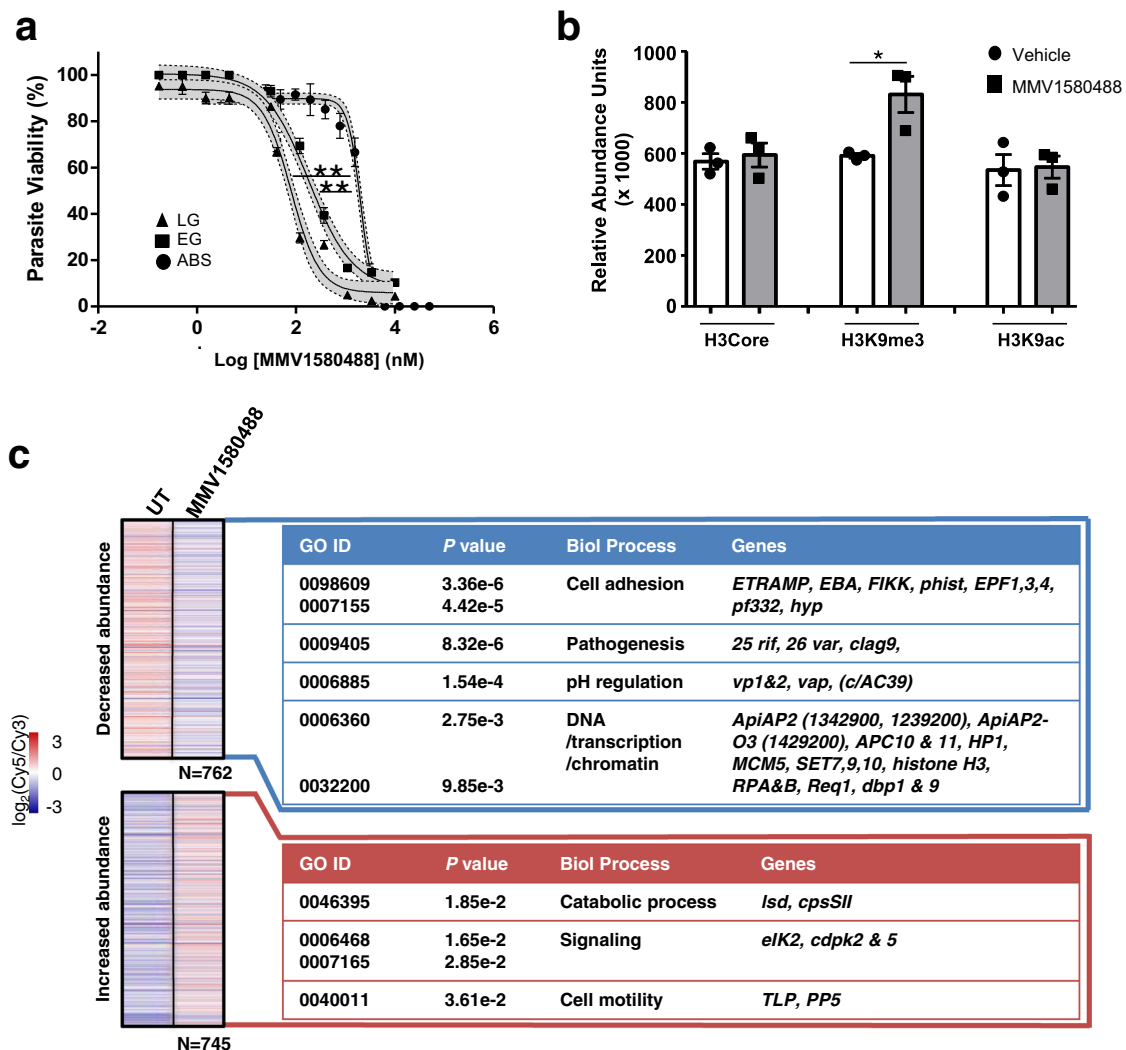 a
Parasite Viability (%)
100
80
60
40
20
0
-2
0
2
4
6
Log [MMV1580488] (nM)
LG
EG
ABS
**
**
b
Relative Abundance Units
(x 1000)
1000
800
600
400
200
0
*
Vehicle
MMV1580488
H3Core
H3K9me3
H3K9ac
c
UT
MMV1580488
Decreased abundance
N=762
log2(Cy5/Cy3)
3
0
-3
Increased abundance
N=745
GO ID P value Biol Process Genes
0098609 3.36e-6 Cell adhesion ETRAMP, EBA, FIKK, phist, EPF1,3,4,
0007155 4.42e-5 pf332, hyp
0009405 8.32e-6 Pathogenesis 25 rif, 26 var, clag9,
0006885 1.54e-4 pH regulation vp1&2, vap, (c/AC39)
0006360 2.75e-3 DNA ApiAP2 (1342900, 1239200), ApiAP2-
/transcription O3 (1429200), APC10 & 11, HP1,
/chromatin MCM5, SET7,9,10, histone H3,
0032200 9.85e-3 RPA&B, Req1, dbp1 & 9
GO ID P value Biol Process Genes
0046395 1.85e-2 Catabolic process lsd, cpsSII
0006468 1.65e-2 Signaling eIK2, cdpk2 & 5
0007165 2.85e-2
0040011 3.61e-2 Cell motility TLP, PP5